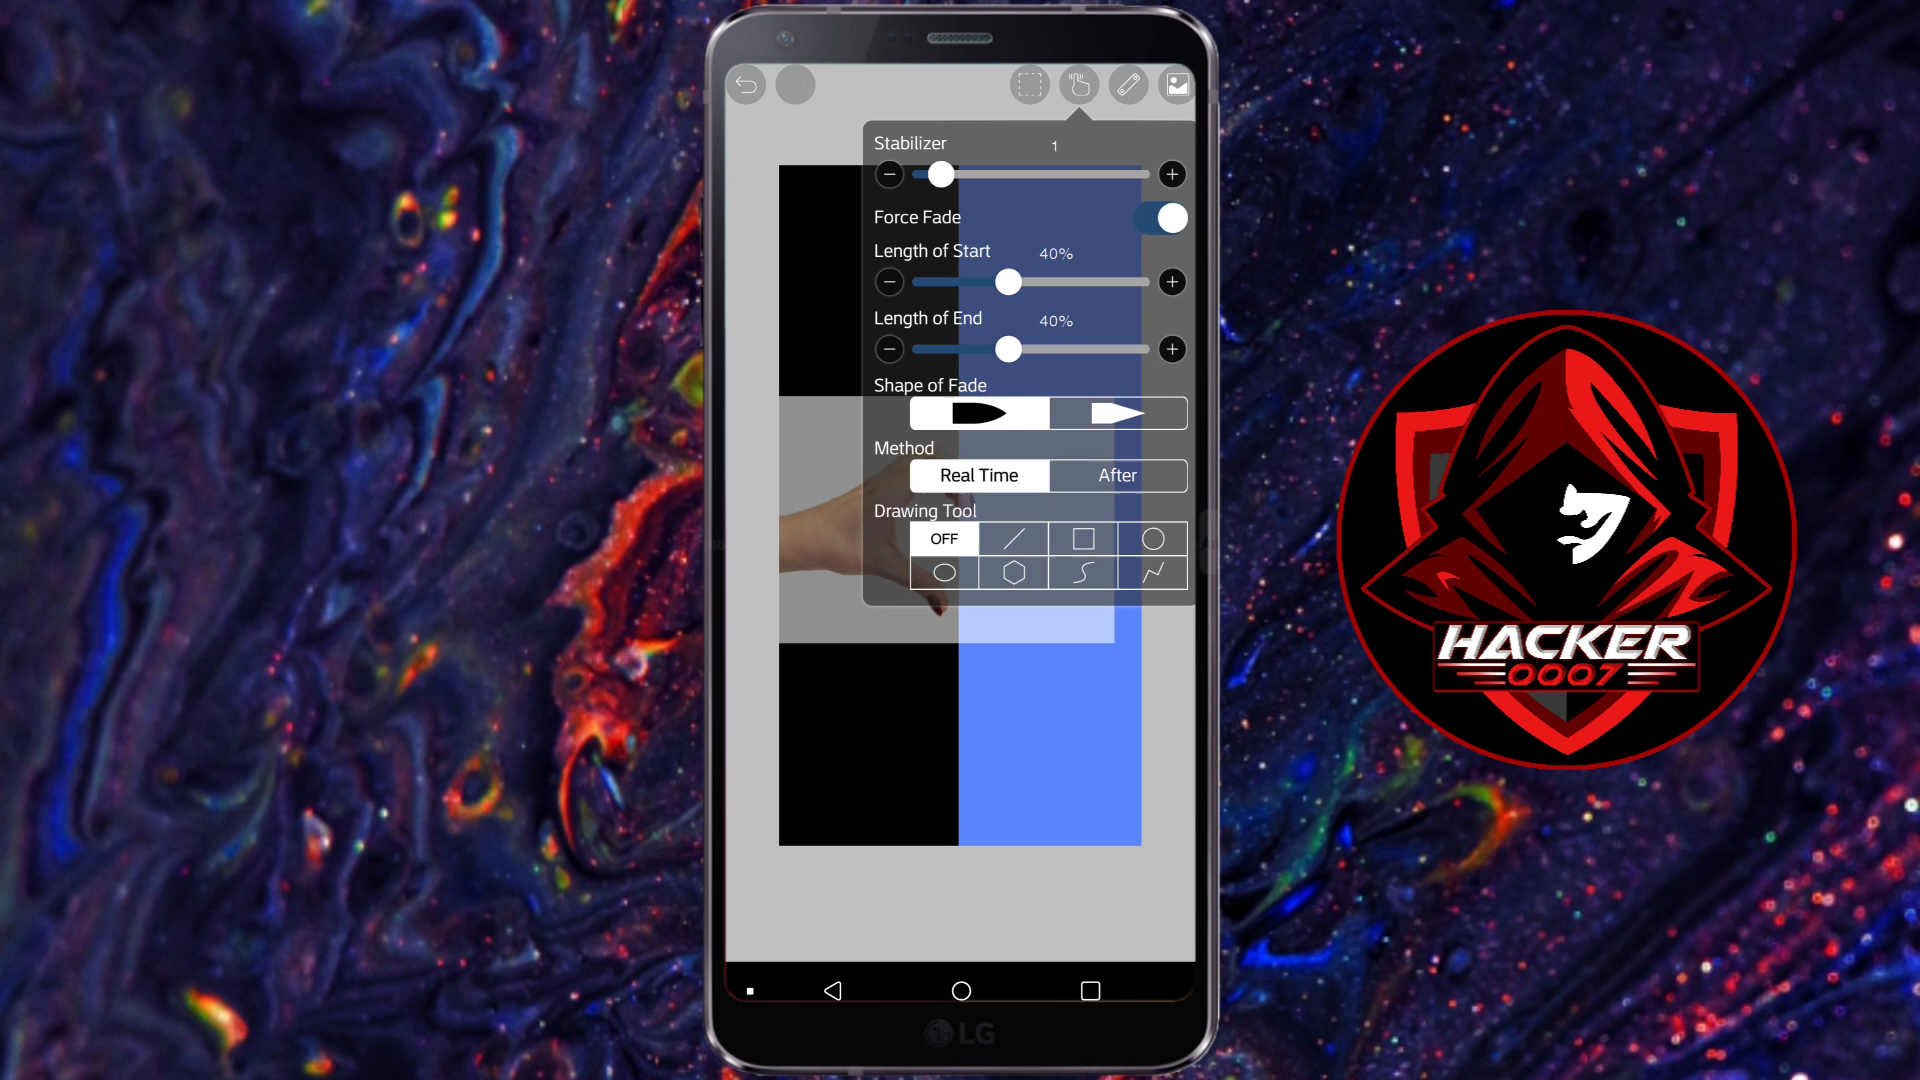 Stabilizer
1
Force Fade
Length of Start
40%
Length of End
40%
Shape of Fade
Method
Real Time
After
Drawing Tool
OFF
HACKER
0007
LG